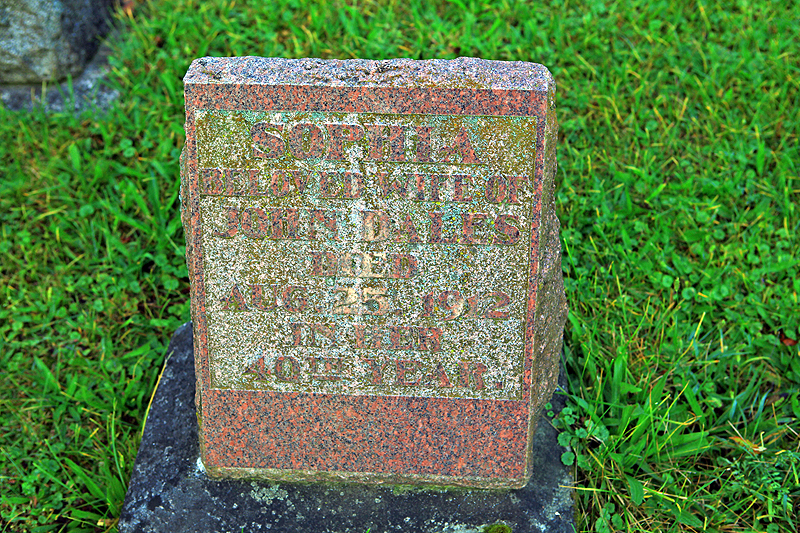 SOPHIA
BELOVED WIFE OF
JOHN DALES
DIED
AUG. 25, 1912
IN HER
40TH YEAR.